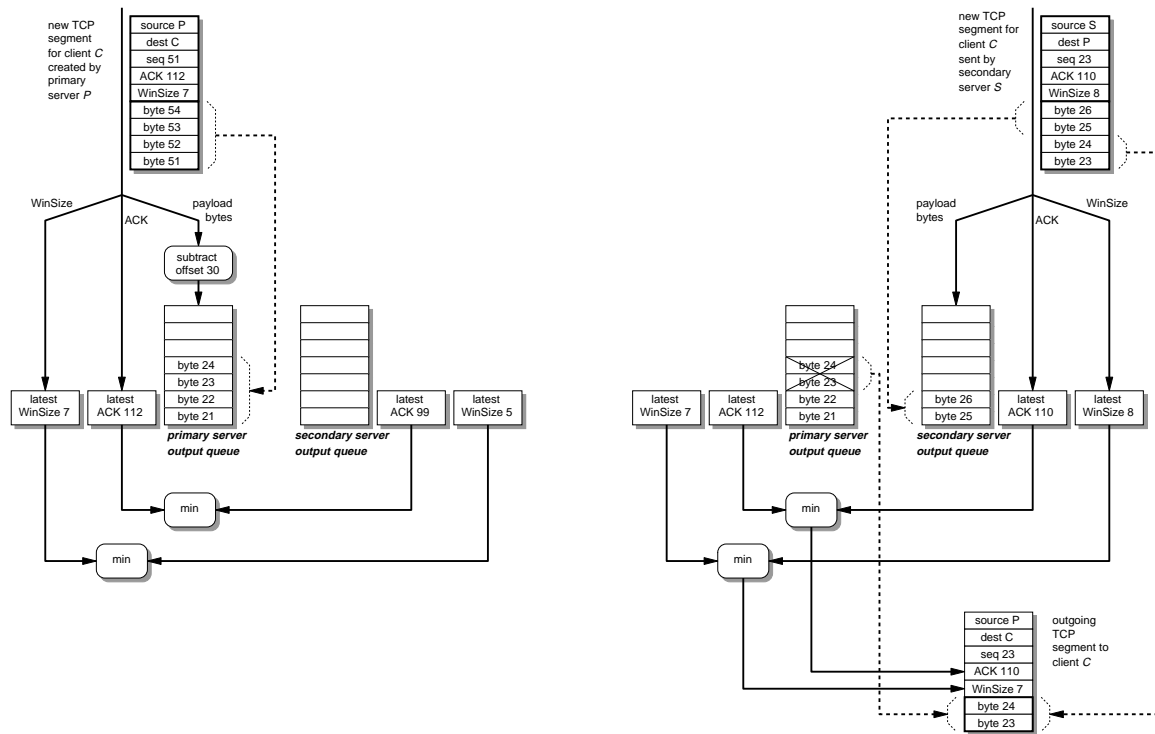 new TCP
segment
for client C
created by
primary
server P
source P
dest C
seq 51
ACK 112
WinSize 7
byte 54
byte 53
byte 52
byte 51
WinSize
ACK
payload
bytes
subtract
offset 30
byte 24
byte 23
byte 22
byte 21
latest
WinSize 7
latest
ACK 112
latest
ACK 99
latest
WinSize 5
primary server
output queue
secondary server
output queue
min
min
new TCP
segment for
client C
sent by
secondary
server S
source S
dest P
seq 23
ACK 110
WinSize 8
byte 26
byte 25
byte 24
byte 23
payload
bytes
ACK
WinSize
byte 24
byte 23
byte 22
byte 21
byte 26
byte 25
latest
WinSize 7
latest
ACK 112
latest
ACK 110
latest
WinSize 8
primary server
output queue
secondary server
output queue
min
min
source P
dest C
seq 23
ACK 110
WinSize 7
byte 24
byte 23
outgoing
TCP
segment to
client C